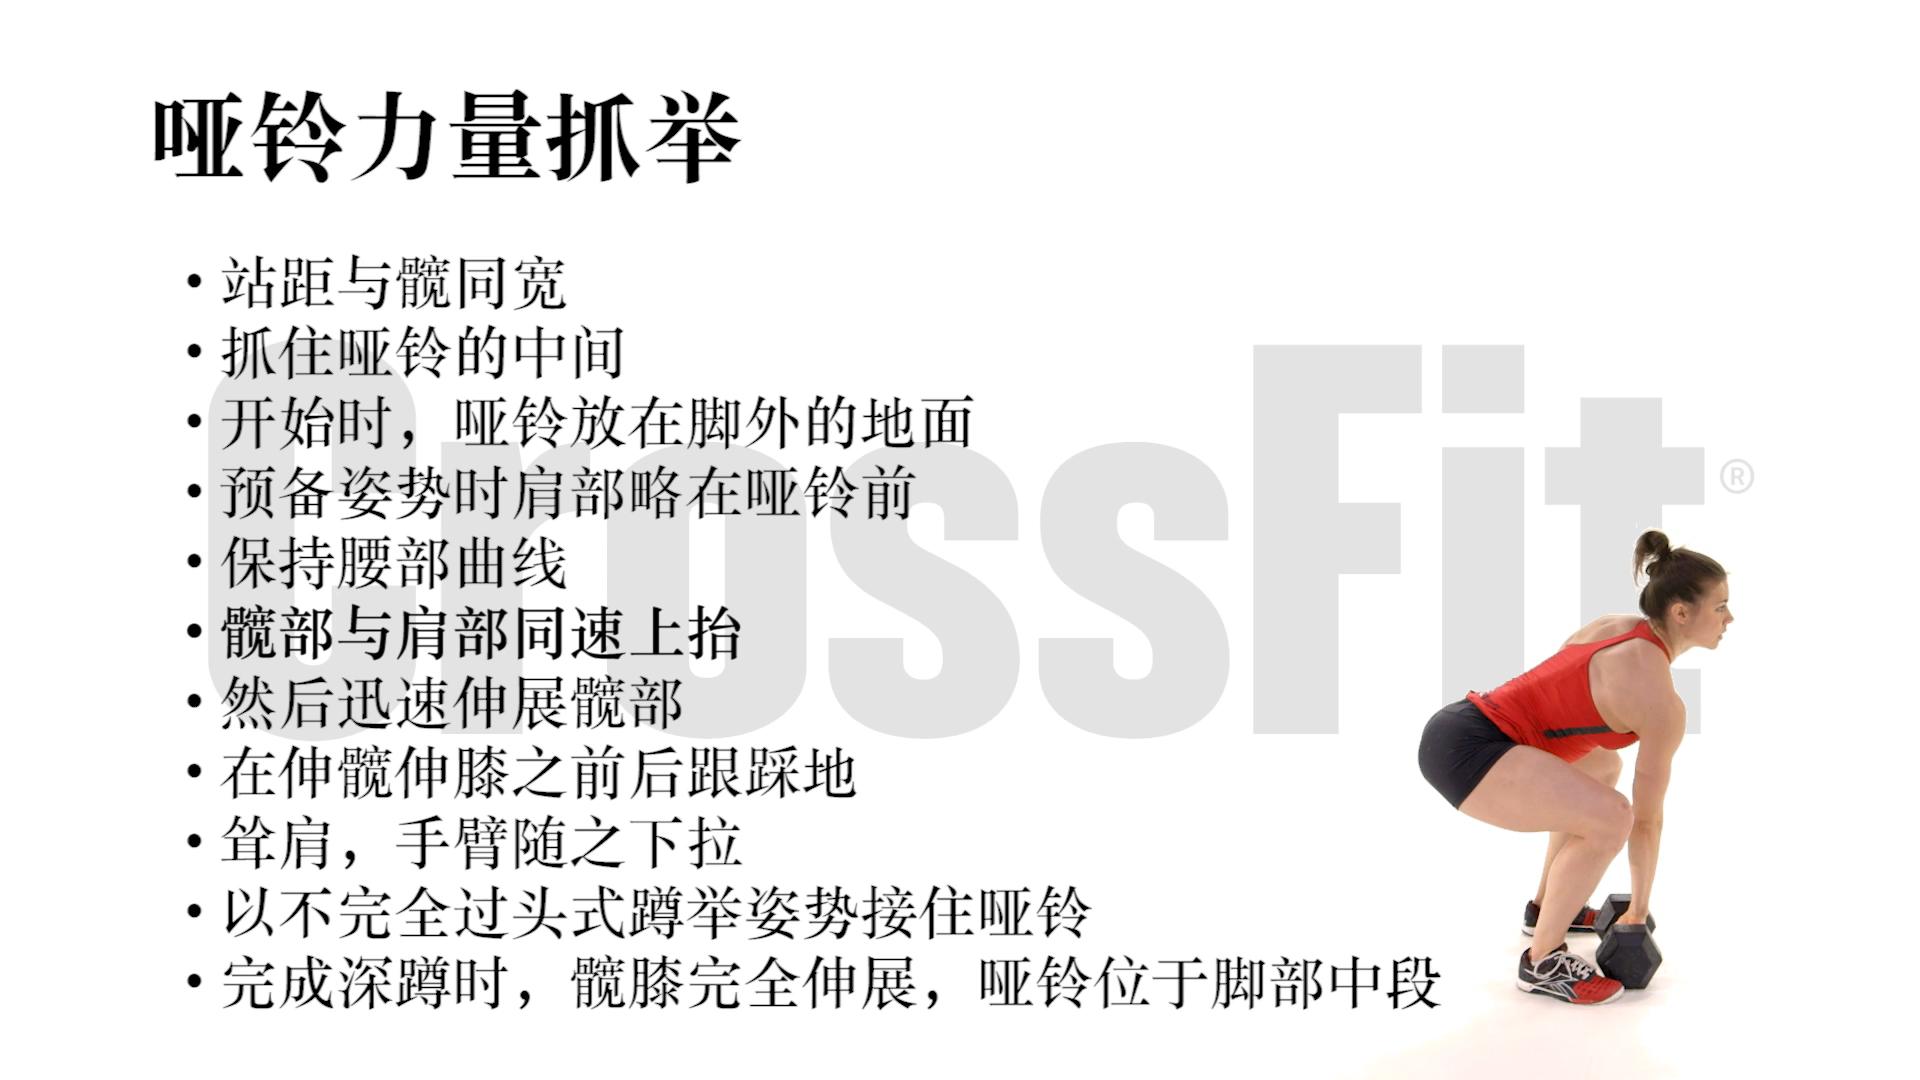 哑铃力量抓举
• 站距与髋同宽
• 抓住哑铃的中间
• 开始时，哑铃放在脚外的地面
• 预备姿势时肩部略在哑铃前
• 保持腰部曲线
• 髋部与肩部同速上抬
• 然后迅速伸展髋部
• 在伸髋伸膝之前后跟踩地
• 耸肩，手臂随之下拉
• 以不完全过头式蹲举姿势接住哑铃
• 完成深蹲时，髋膝完全伸展，哑铃位于脚部中段
CrossFit®